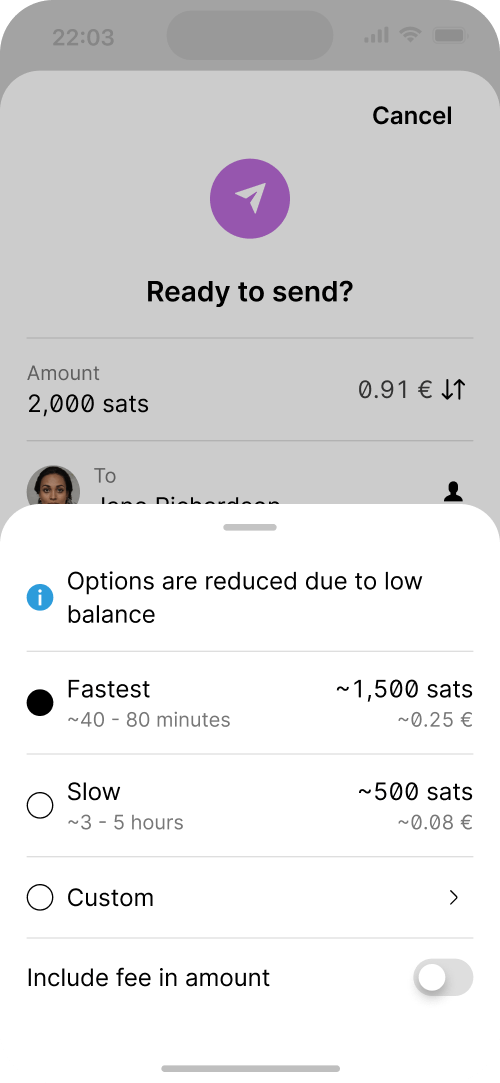 22:03
Cancel
Ready to send?
Amount
2,000 sats
0.91 €
To
Options are reduced due to low
balance
Fastest
~1,500 sats
~40 - 80 minutes
~0.25 €
Slow
~500 sats
~3 - 5 hours
~0.08 €
Custom
Include fee in amount